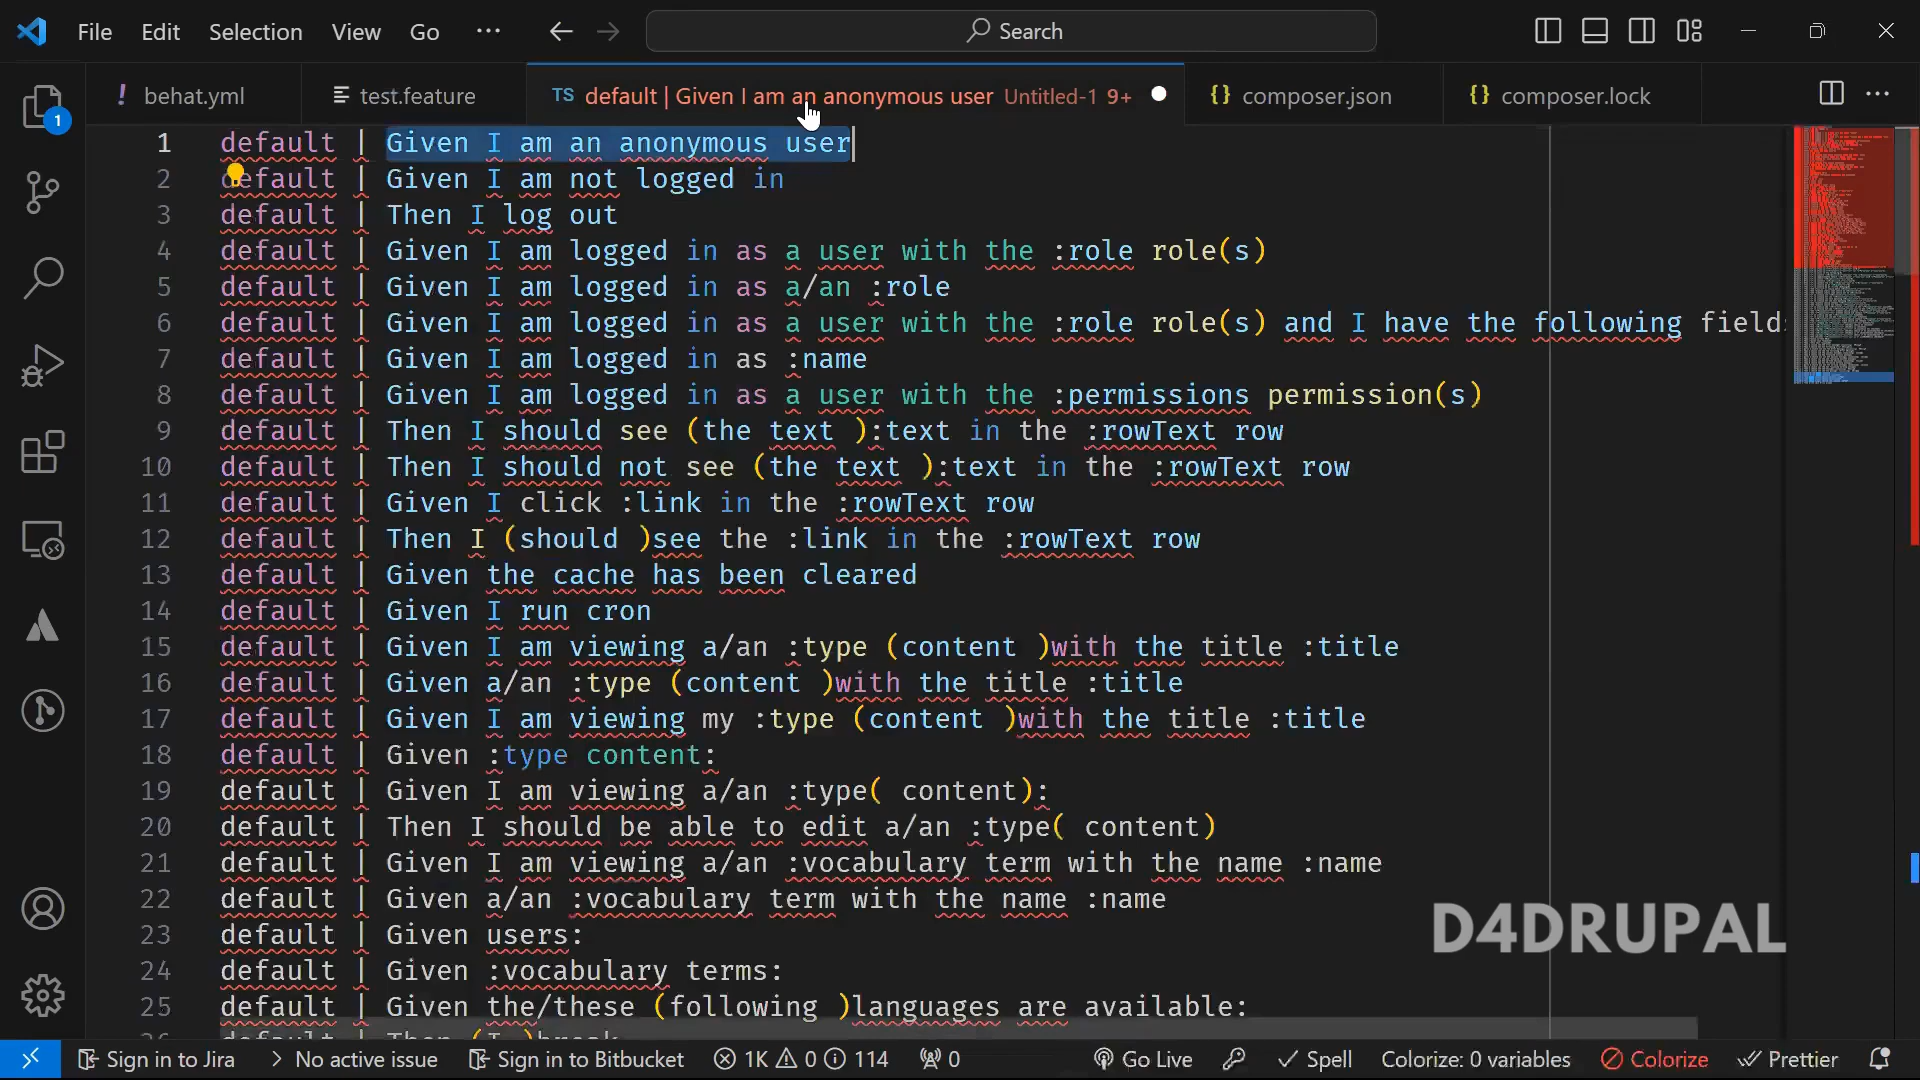 File Edit Selection View Go ··· Search
behat.yml test.feature TS default | Given I am an anonymous user Untitled-1 9+ {} composer.json {} composer.lock ···
1 default | Given I am an anonymous user
2 default | Given I am not logged in
3 default | Then I log out
4 default | Given I am logged in as a user with the :role role(s)
5 default | Given I am logged in as a/an :role
6 default | Given I am logged in as a user with the :role role(s) and I have the following field
7 default | Given I am logged in as :name
8 default | Given I am logged in as a user with the :permissions permission(s)
9 default | Then I should see (the text ):text in the :rowText row
10 default | Then I should not see (the text ):text in the :rowText row
11 default | Given I click :link in the :rowText row
12 default | Then I (should )see the :link in the :rowText row
13 default | Given the cache has been cleared
14 default | Given I run cron
15 default | Given I am viewing a/an :type (content )with the title :title
16 default | Given a/an :type (content )with the title :title
17 default | Given I am viewing my :type (content )with the title :title
18 default | Given :type content:
19 default | Given I am viewing a/an :type( content):
20 default | Then I should be able to edit a/an :type( content)
21 default | Given I am viewing a/an :vocabulary term with the name :name
22 default | Given a/an :vocabulary term with the name :name
23 default | Given users:
24 default | Given :vocabulary terms:
25 default | Given the/these (following )languages are available:
D4DRUPAL
1
Sign in to Jira > No active issue Sign in to Bitbucket 1K 0 114 0 Go Live Spell Colorize: 0 variables Colorize Prettier